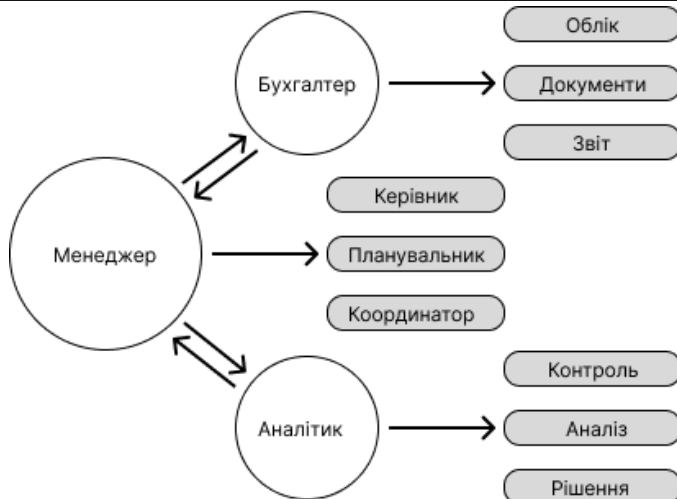 Облік
Бухгалтер
Документи
Звіт
Керівник
Менеджер
Планувальник
Координатор
Контроль
Аналітик
Аналіз
Рішення